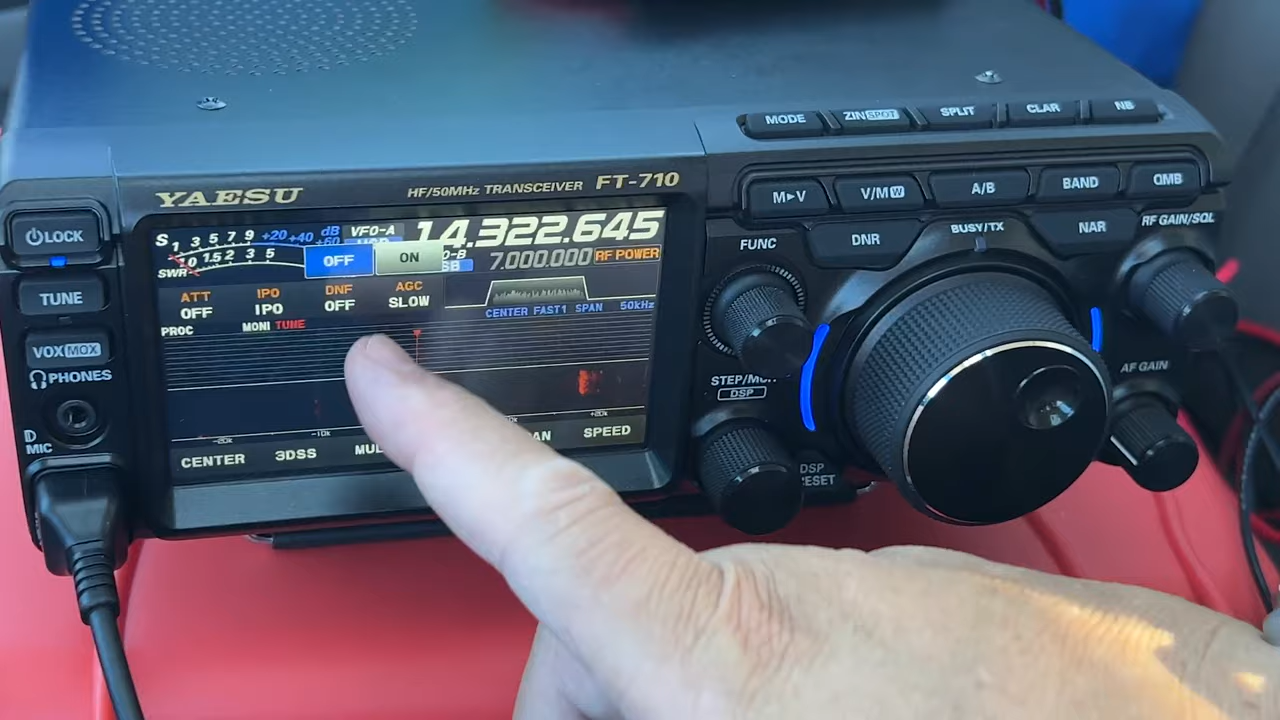 MODE ZIN SPOT SPLIT CLAR NB
YAESU HF/50MHz TRANSCEIVER FT-710
M▶V V/M W A/B BAND QMB
LOCK
S 1 3 5 7 9 +20 +40 +60 dB VFO-A 14.322.645
SWR 1.5 2 3 5 OFF ON 7.000.000 RF POWER
FUNC DNR BUSY/TX NAR RF GAIN/SQL
TUNE
ATT IPO DNF AGC
OFF IPO OFF SLOW
CENTER FAST1 SPAN 50kHz
PROC MONI TUNE
VOX MOX
PHONES
STEP/MCH
DSP
AF GAIN
MIC
-20k -10k +20k
CENTER 3DSS SPEED
DSP